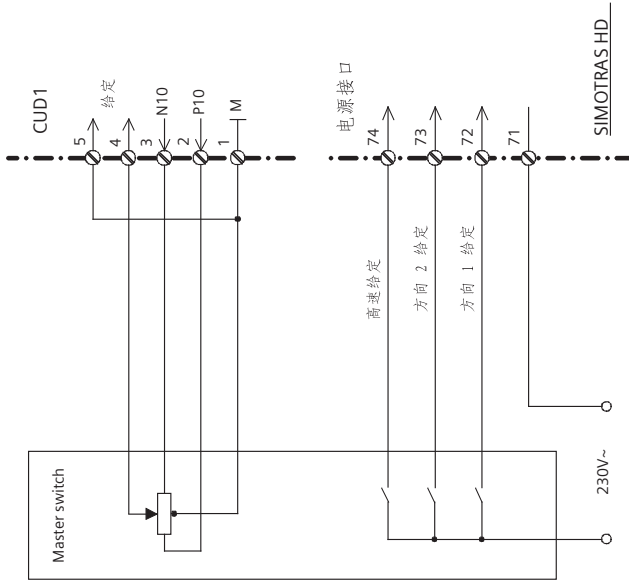 CUD1
5
4
给定
3
N10
2
P10
1
M
电源接口
74
73
72
71
SIMOTRAS HD
高速给定
方向 2 给定
方向 1 给定
Master switch
230V~